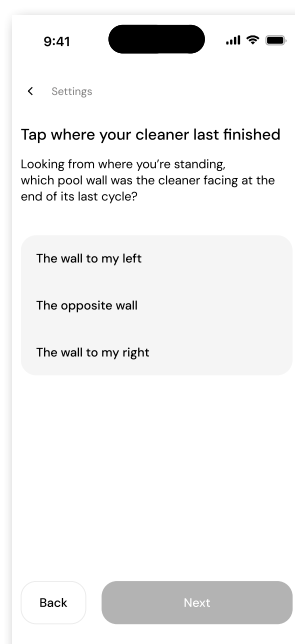 9:41
Settings
Tap where your cleaner last finished
Looking from where you’re standing,
which pool wall was the cleaner facing at the
end of its last cycle?
The wall to my left
The opposite wall
The wall to my right
Back
Next